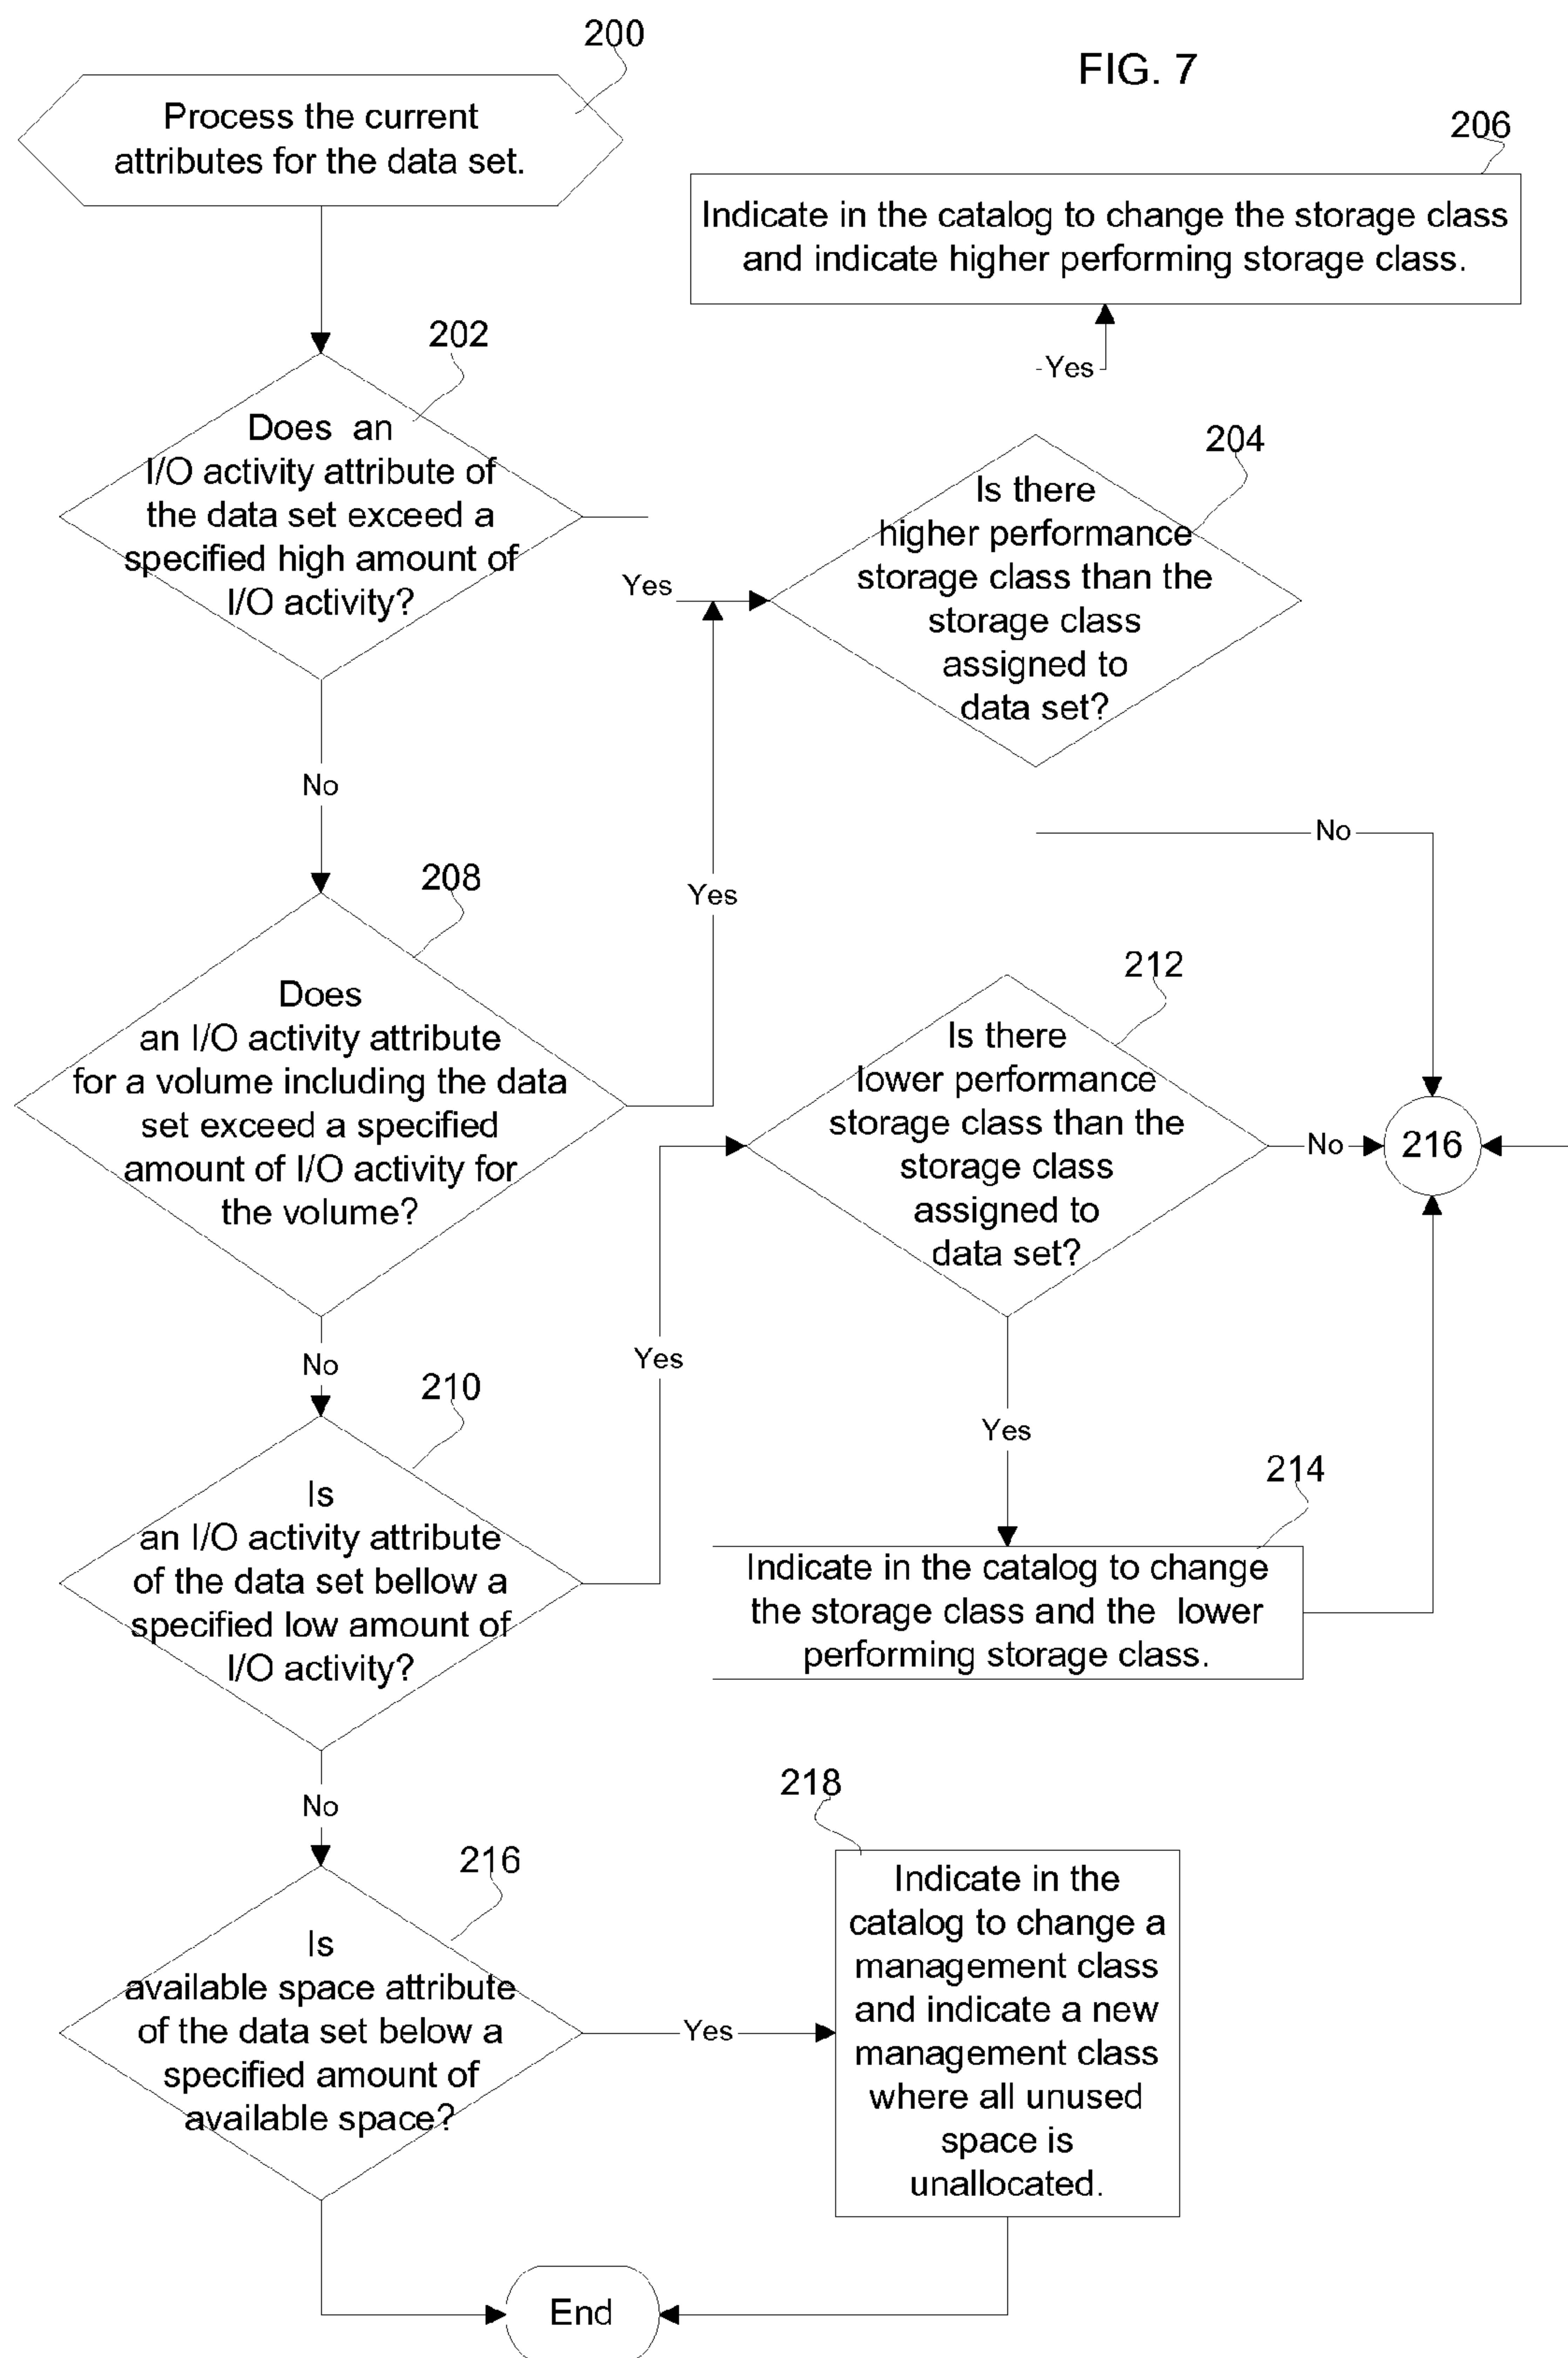 200
FIG. 7
Process the current
attributes for the data set.
206
Indicate in the catalog to change the storage class
and indicate higher performing storage class.
Yes
202
Does an
I/O activity attribute of
the data set exceed a
specified high amount of
I/O activity?
Yes
No
204
Is there
higher performance
storage class than the
storage class
assigned to
data set?
No
208
Does
an I/O activity attribute
for a volume including the data
set exceed a specified
amount of I/O activity for
the volume?
Yes
No
212
Is there
lower performance
storage class than the
storage class
assigned to
data set?
No
216
Yes
210
Is
an I/O activity attribute
of the data set bellow a
specified low amount of
I/O activity?
Yes
No
214
Indicate in the catalog to change
the storage class and the lower
performing storage class.
216
Is
available space attribute
of the data set below a
specified amount of
available space?
Yes
218
Indicate in the
catalog to change a
management class
and indicate a new
management class
where all unused
space is
unallocated.
End